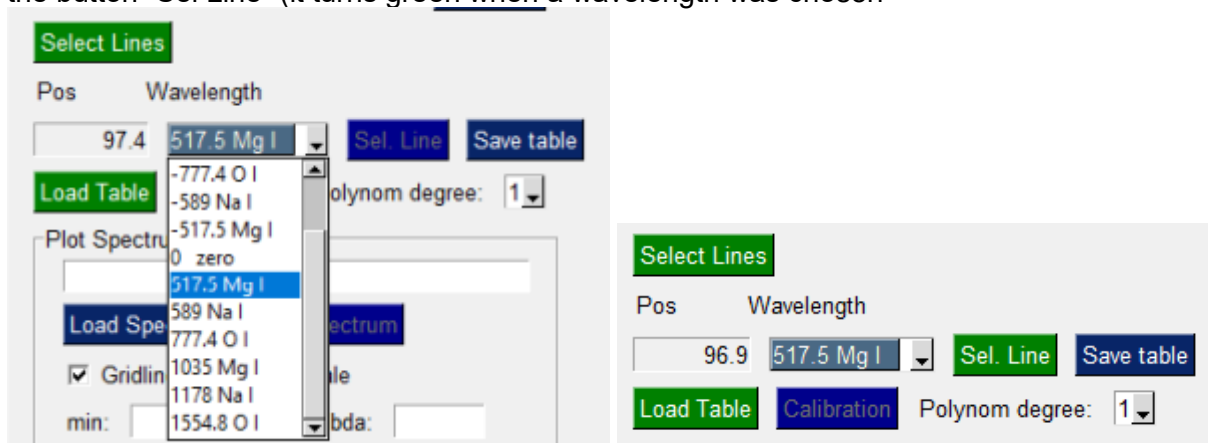 the button "Sel Line" (it turns green when a wavelength was chosen
Select Lines
Pos Wavelength
97.4 517.5 Mg I Sel. Line Save table
-777.4 O I
Load Table olynom degree: 1
-589 Na I
-517.5 Mg I
Plot Spectru
0 zero
517.5 Mg I
589 Na I
Load Spe ectrum
777.4 O I
Gridlin 1035 Mg I le
1178 Na I
min: 1554.8 O I bda:
Select Lines
Pos Wavelength
96.9 517.5 Mg I Sel. Line Save table
Load Table Calibration Polynom degree: 1